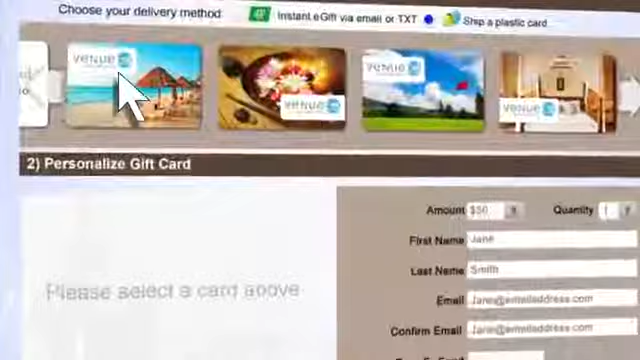 Choose your delivery method:
Instant eGift via email or TXT
Ship a plastic card
venue
venue
venue
venue
2) Personalize Gift Card
Please select a card above
Amount $50
Quantity 1
First Name Jane
Last Name Smith
Email Jane@emailaddress.com
Confirm Email Jane@emailaddress.com